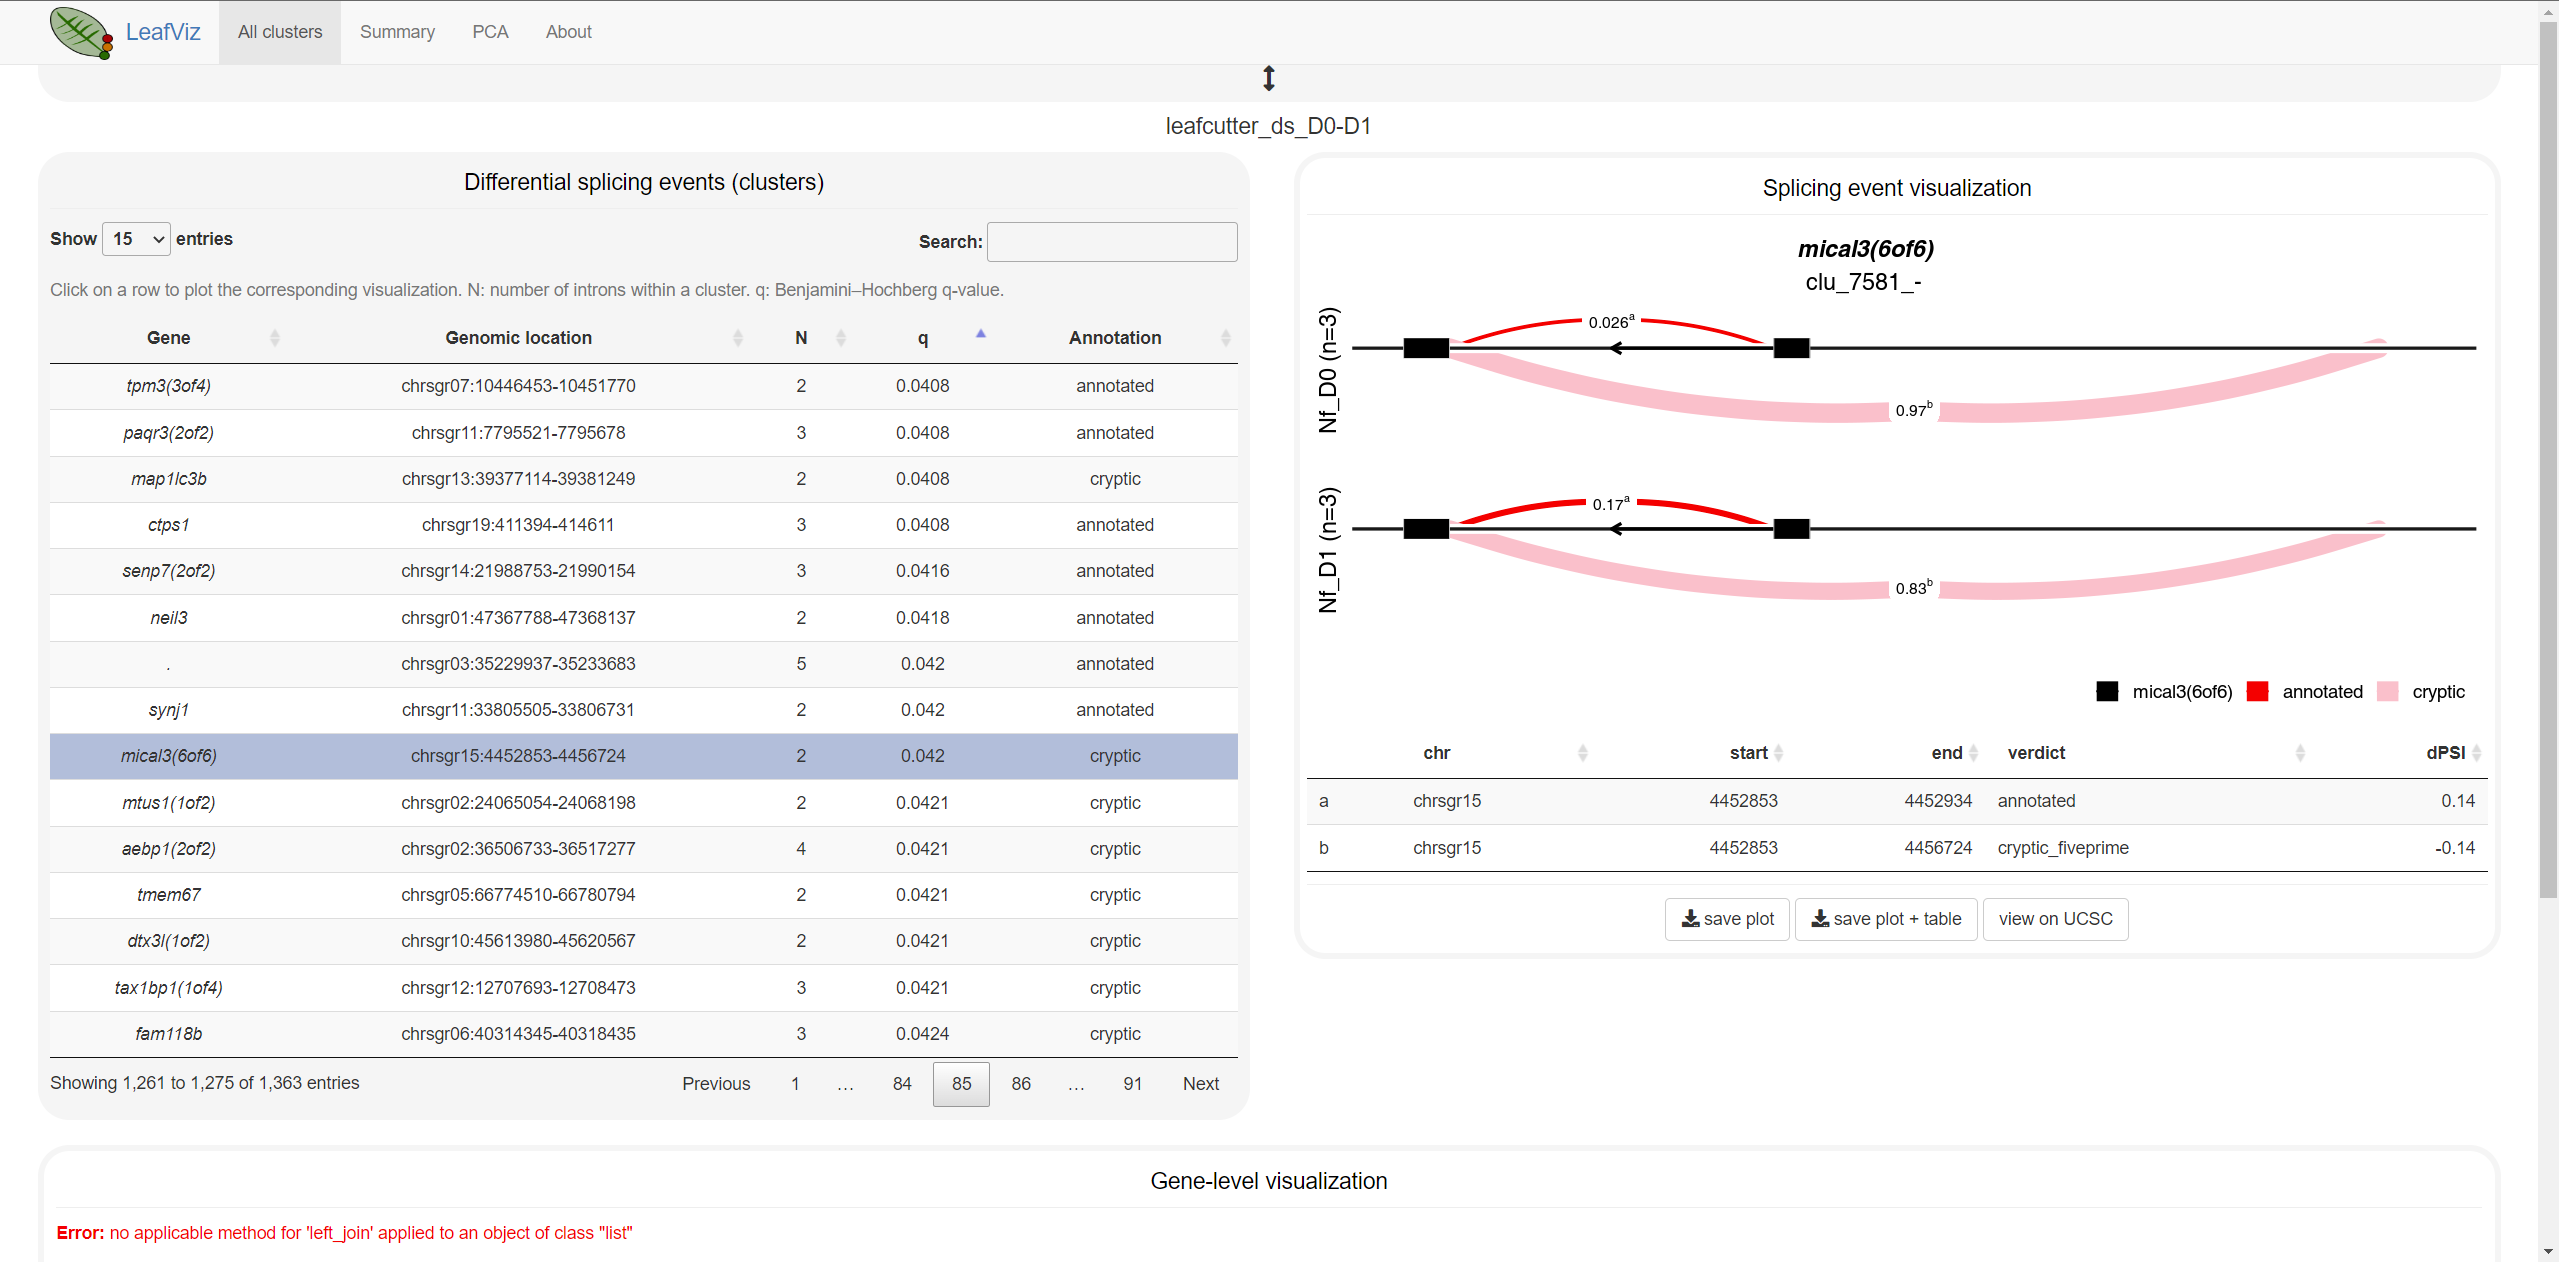 LeafViz All clusters Summary PCA About
leafcutter_ds_D0-D1
Differential splicing events (clusters)
Show 15 entries Search:
Click on a row to plot the corresponding visualization. N: number of introns within a cluster. q: Benjamini–Hochberg q-value.
Gene Genomic location N q Annotation
tpm3(3of4) chrsgr07:10446453-10451770 2 0.0408 annotated
paqr3(2of2) chrsgr11:7795521-7795678 3 0.0408 annotated
map1lc3b chrsgr13:39377114-39381249 2 0.0408 cryptic
ctps1 chrsgr19:411394-414611 3 0.0408 annotated
senp7(2of2) chrsgr14:21988753-21990154 3 0.0416 annotated
neil3 chrsgr01:47367788-47368137 2 0.0418 annotated
. chrsgr03:35229937-35233683 5 0.042 annotated
synj1 chrsgr11:33805505-33806731 2 0.042 annotated
mical3(6of6) chrsgr15:4452853-4456724 2 0.042 cryptic
mtus1(1of2) chrsgr02:24065054-24068198 2 0.0421 cryptic
aebp1(2of2) chrsgr02:36506733-36517277 4 0.0421 cryptic
tmem67 chrsgr05:66774510-66780794 2 0.0421 cryptic
dtx3l(1of2) chrsgr10:45613980-45620567 2 0.0421 cryptic
tax1bp1(1of4) chrsgr12:12707693-12708473 3 0.0421 cryptic
fam118b chrsgr06:40314345-40318435 3 0.0424 cryptic
Showing 1,261 to 1,275 of 1,363 entries Previous 1 … 84 85 86 … 91 Next
Splicing event visualization
mical3(6of6)
clu_7581_-
Nf_D0 (n=3)
0.026a
0.97b
Nf_D1 (n=3)
0.17a
0.83b
mical3(6of6) annotated cryptic
chr start end verdict dPSI
a chrsgr15 4452853 4452934 annotated 0.14
b chrsgr15 4452853 4456724 cryptic_fiveprime -0.14
save plot save plot + table view on UCSC
Gene-level visualization
Error: no applicable method for 'left_join' applied to an object of class "list"